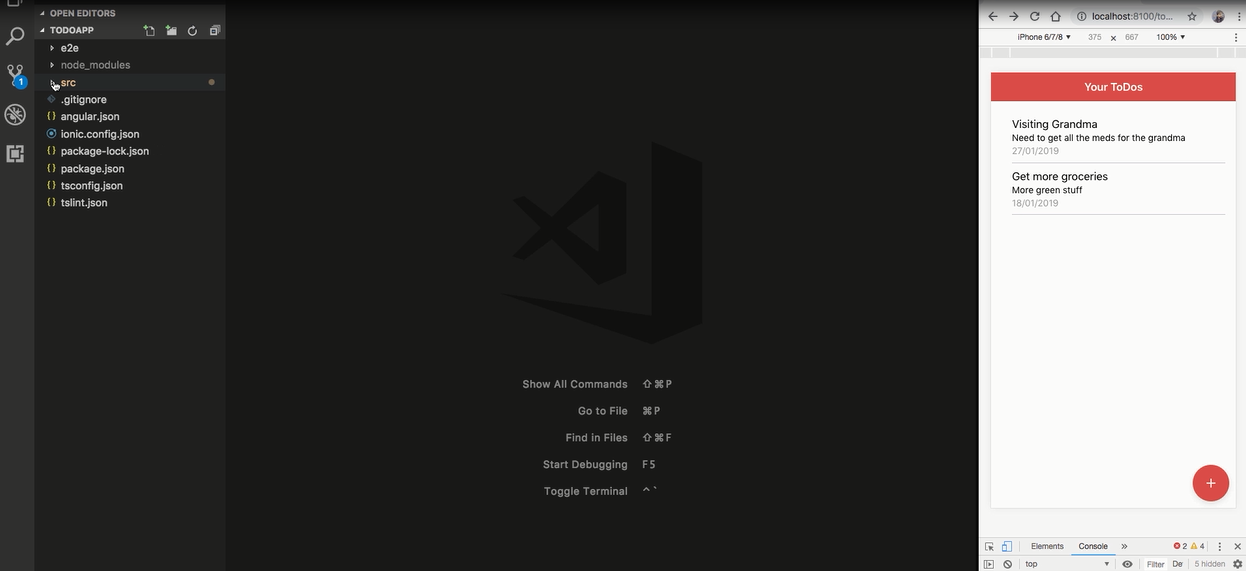 OPEN EDITORS
TODOAPP
e2e
node_modules
src
.gitignore
{} angular.json
ionic.config.json
{} package-lock.json
{} package.json
{} tsconfig.json
{} tslint.json
1
Show All Commands ⇧⌘P
Go to File ⌘P
Find in Files ⇧⌘F
Start Debugging F5
Toggle Terminal ^`
localhost:8100/to...
iPhone 6/7/8 ▼ 375 × 667 100% ▼
Your ToDos
Visiting Grandma
Need to get all the meds for the grandma
27/01/2019
Get more groceries
More green stuff
18/01/2019
+
Elements Console » 2 4
top ▼ Filter De 5 hidden